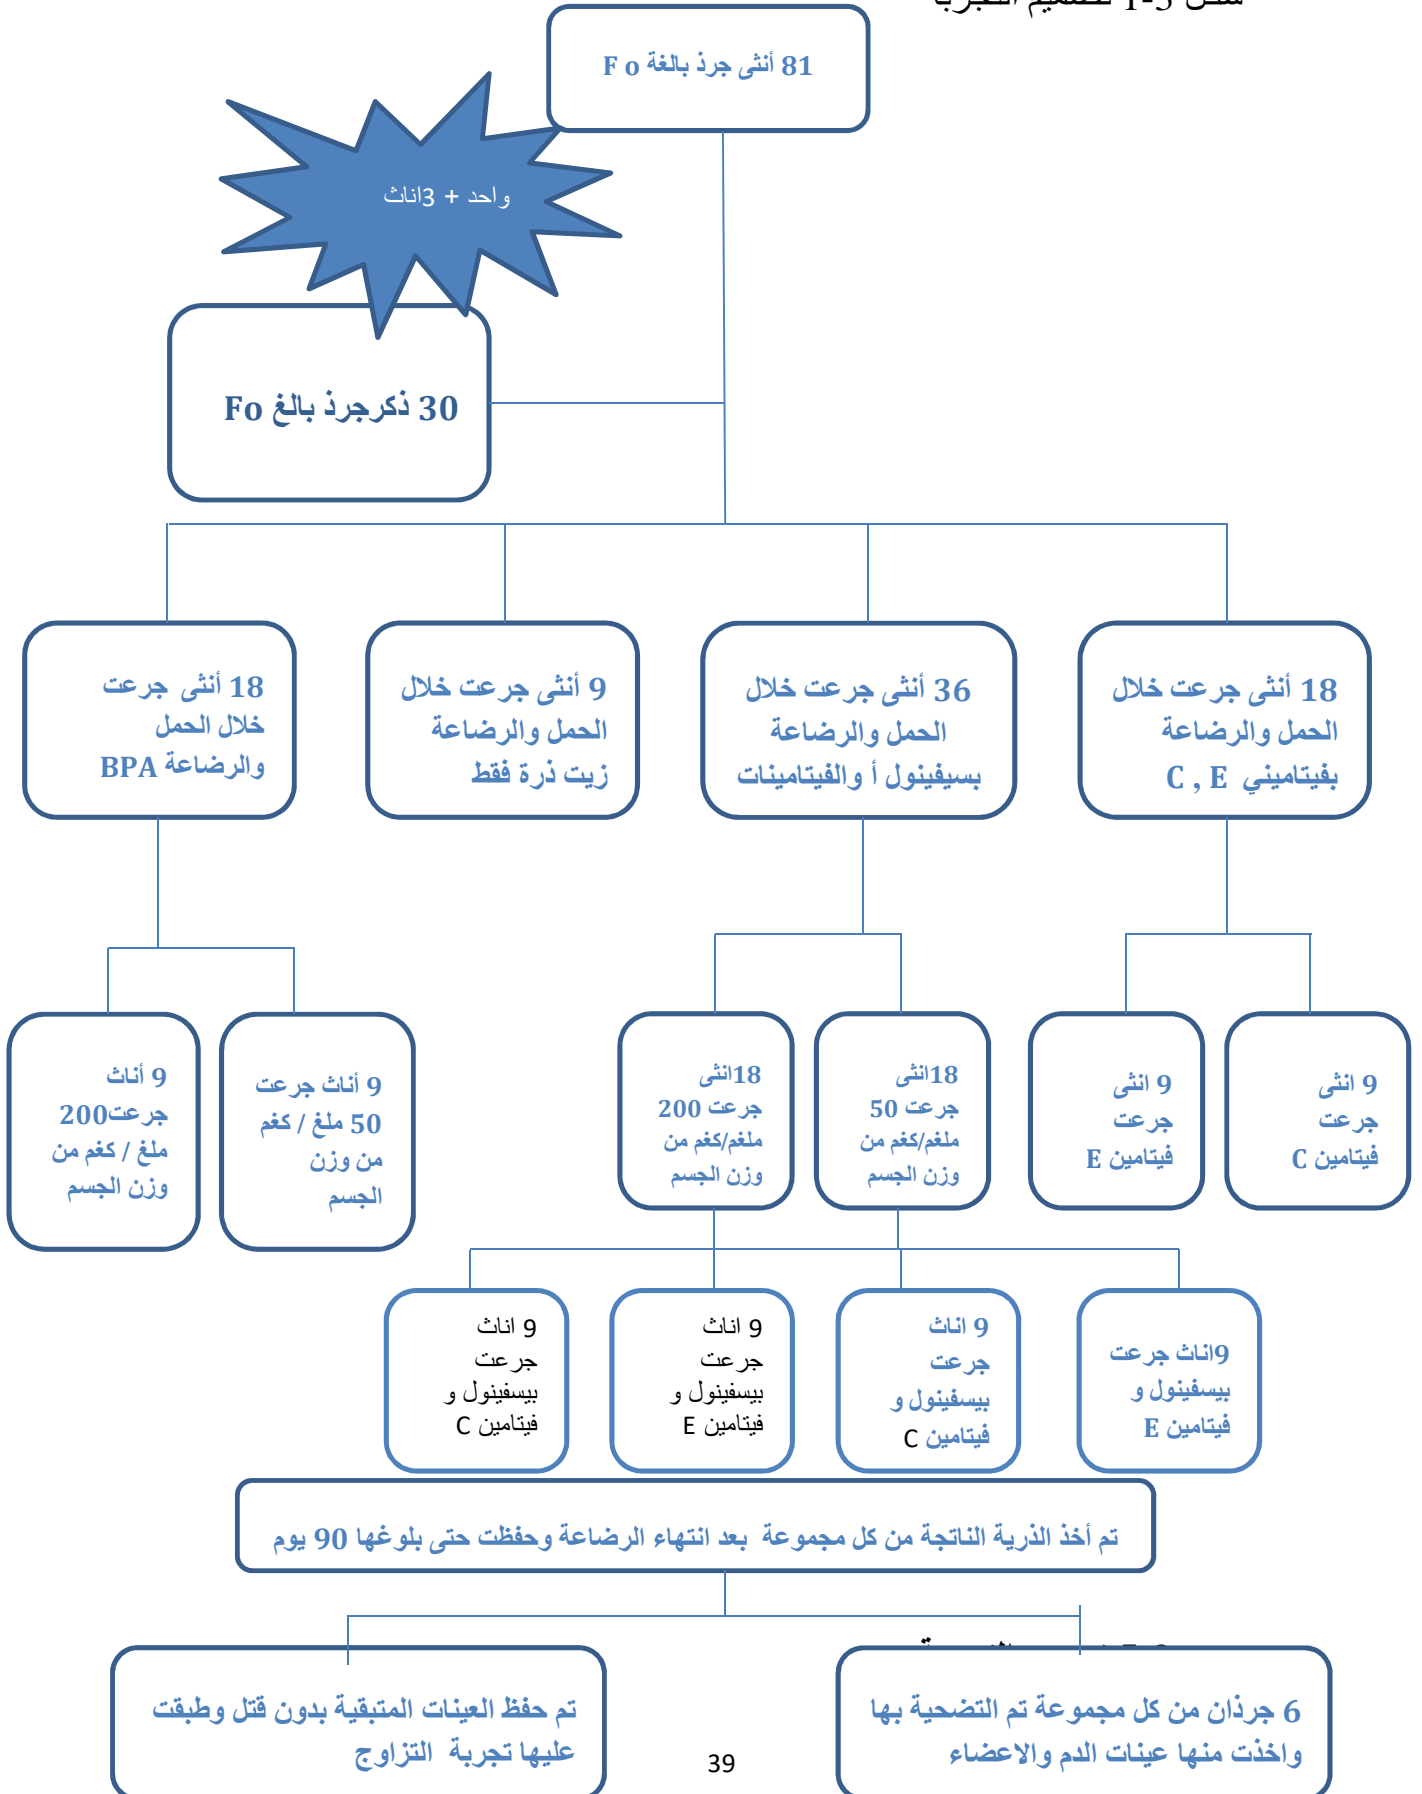 81 أنثى جرذ بالغة F o
واحد + 3اناث
30 ذكرجرذ بالغ Fo
18 أنثى جرعت
خلال الحمل
والرضاعة BPA
9 أنثى جرعت خلال
الحمل والرضاعة
زيت ذرة فقط
36 أنثى جرعت خلال
الحمل والرضاعة
بسيفينول أ والفيتامينات
18 أنثى جرعت خلال
الحمل والرضاعة
بفيتاميني C , E
9 أناث
جرعت200
ملغ / كغم من
وزن الجسم
9 أناث جرعت
50 ملغ / كغم
من وزن
الجسم
18انثى
جرعت 200
ملغم/كغم من
وزن الجسم
18انثى
جرعت 50
ملغم/كغم من
وزن الجسم
9 انثى
جرعت
فيتامين E
9 انثى
جرعت
فيتامين C
9 اناث
جرعت
بيسفينول و
فيتامين C
9 اناث
جرعت
بيسفينول و
فيتامين E
9 اناث
جرعت
بيسفينول و
فيتامين C
9اناث جرعت
بيسفينول و
فيتامين E
تم أخذ الذرية الناتجة من كل مجموعة بعد انتهاء الرضاعة وحفظت حتى بلوغها 90 يوم
6 جرذان من كل مجموعة تم التضحية بها
واخذت منها عينات الدم والاعضاء
تم حفظ العينات المتبقية بدون قتل وطبقت
عليها تجربة التزاوج
39